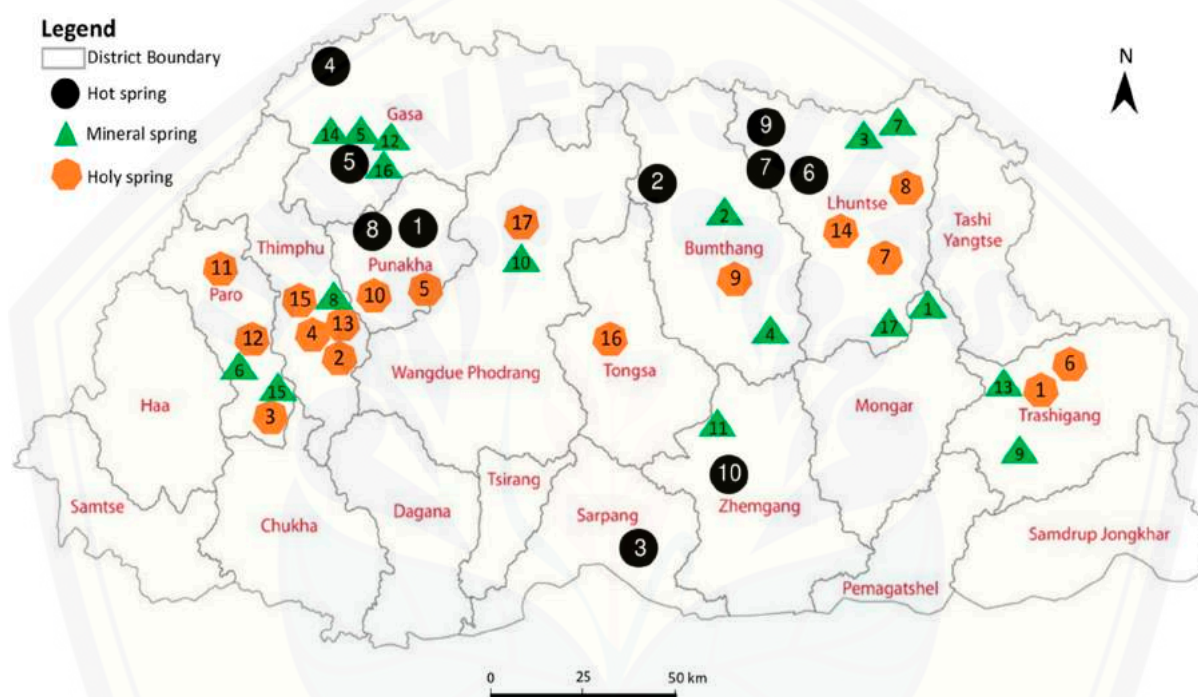 Legend
District Boundary
Hot spring
Mineral spring
Holy spring
N
4
Gasa
14 5 12
5 16
9
3 7
2
7 6
8
Lhuntse
Tashi
Yangtse
8 1
Punakha
17
10
2
Bumthang
9
14
7
Thimphu
11
Paro
15 8
10 5
4 13
2
12
6
15
3
16
Tongsa
4
17 1
Wangdue Phodrang
Haa
Mongar
13 1 6
Trashigang
9
11
10
Zhemgang
Samtse
Chukha
Dagana
Tsirang
Sarpang
3
Samdrup Jongkhar
Pemagatshel
0 25 50 km